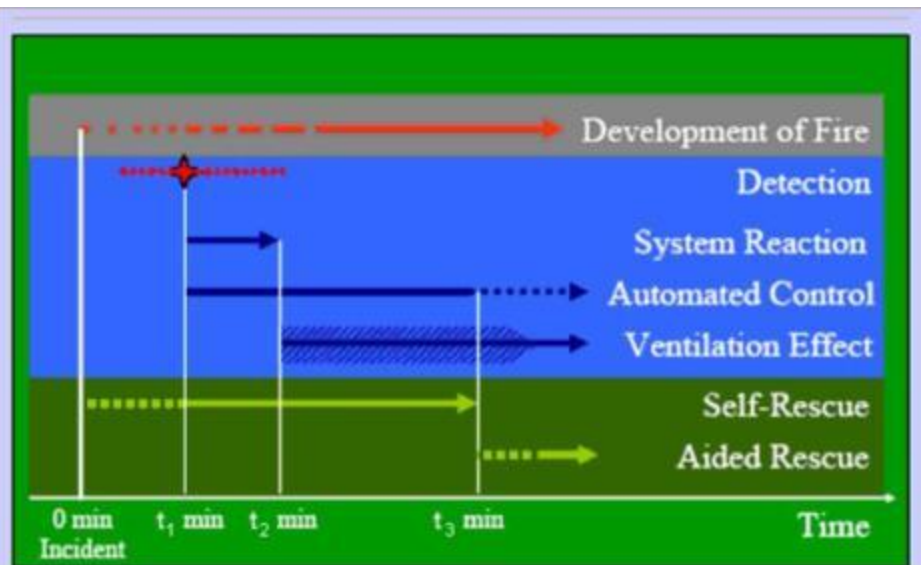 Development of Fire
Detection
System Reaction
Automated Control
Ventilation Effect
Self-Rescue
Aided Rescue
0 min t₁ min t₂ min t₃ min Time
Incident